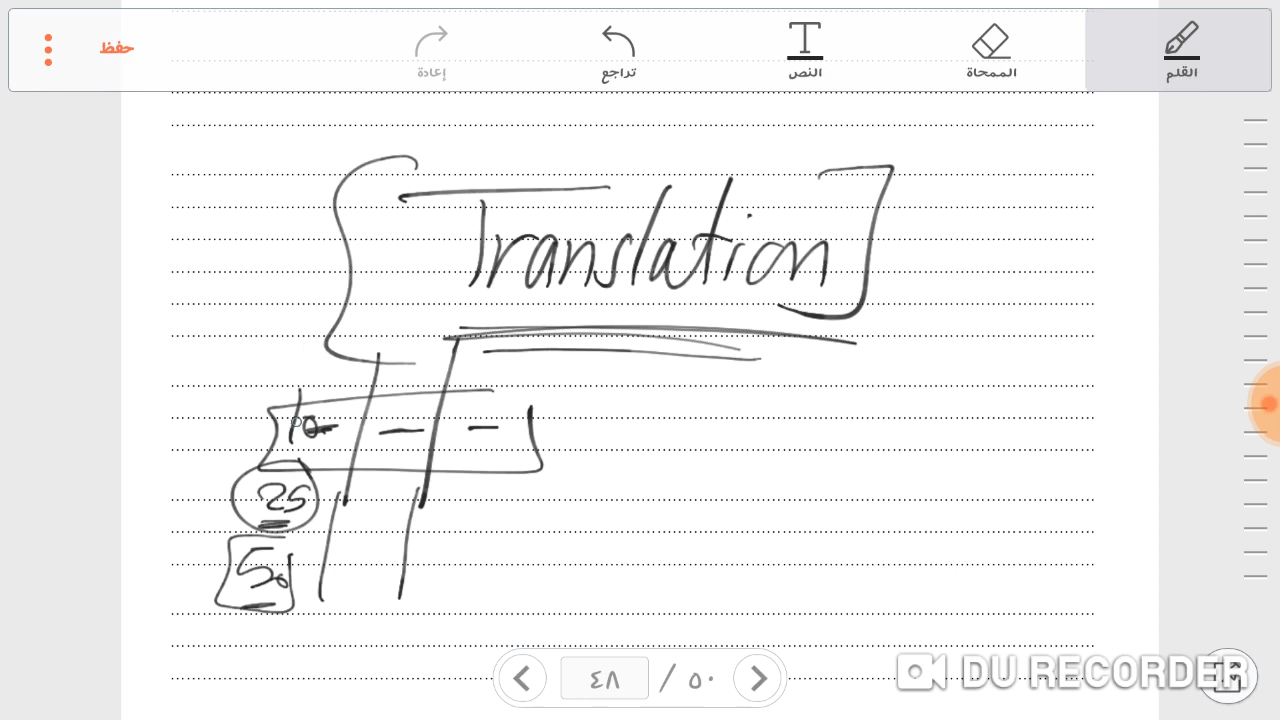 حفظ إعادة تراجع النص الممحاة القلم
Translation
10 - -
25
50
٤٨ / ٥٠
DU RECORDER